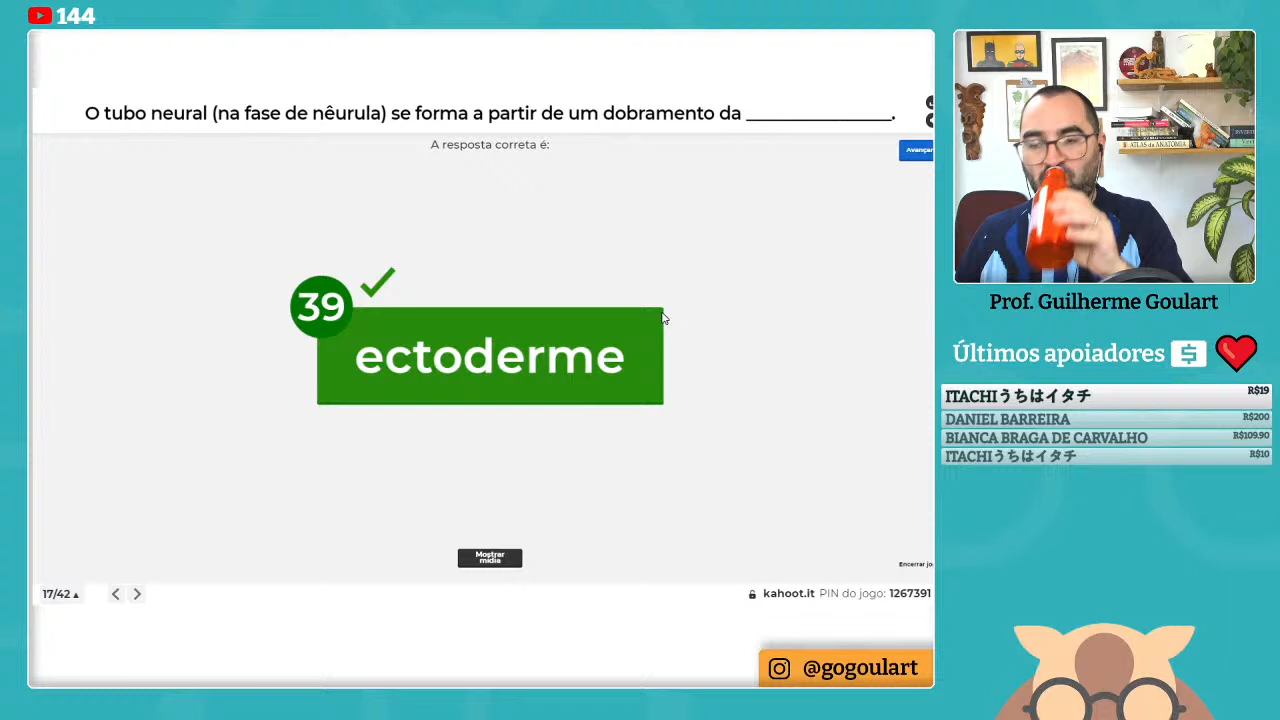 144
O tubo neural (na fase de nêurula) se forma a partir de um dobramento da ________________.
A resposta correta é:
Avançar
39
ectoderme
Mostrar
mídia
Encerrar jo
17/42
kahoot.it PIN do jogo: 1267391
@gogoulart
ATLAS da ANATOMIA
Prof. Guilherme Goulart
Últimos apoiadores
ITACHIうちはイタチ R$19
DANIEL BARREIRA R$200
BIANCA BRAGA DE CARVALHO R$109.90
ITACHIうちはイタチ R$10